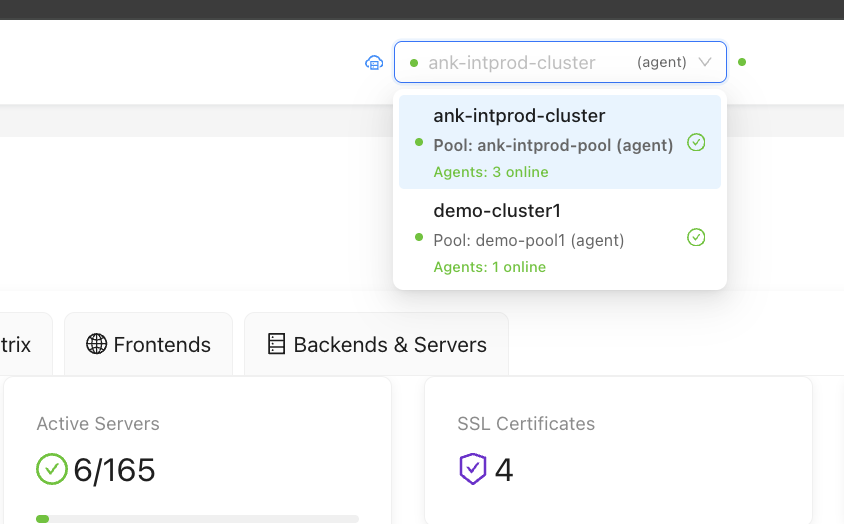 ank-intprod-cluster (agent)
ank-intprod-cluster
Pool: ank-intprod-pool (agent)
Agents: 3 online
demo-cluster1
Pool: demo-pool1 (agent)
Agents: 1 online
trix
Frontends
Backends & Servers
Active Servers
6/165
SSL Certificates
4